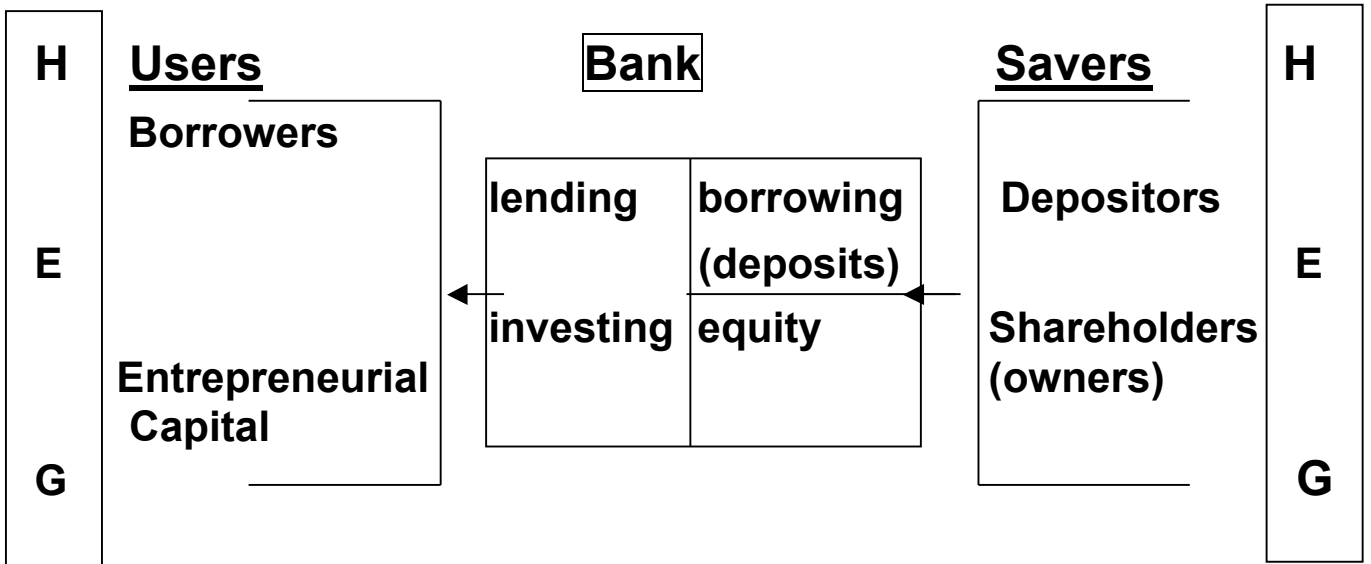 H
E
G
Users
Borrowers
Entrepreneurial
Capital
Bank
lending
investing
borrowing
(deposits)
equity
Savers
Depositors
Shareholders
(owners)
H
E
G